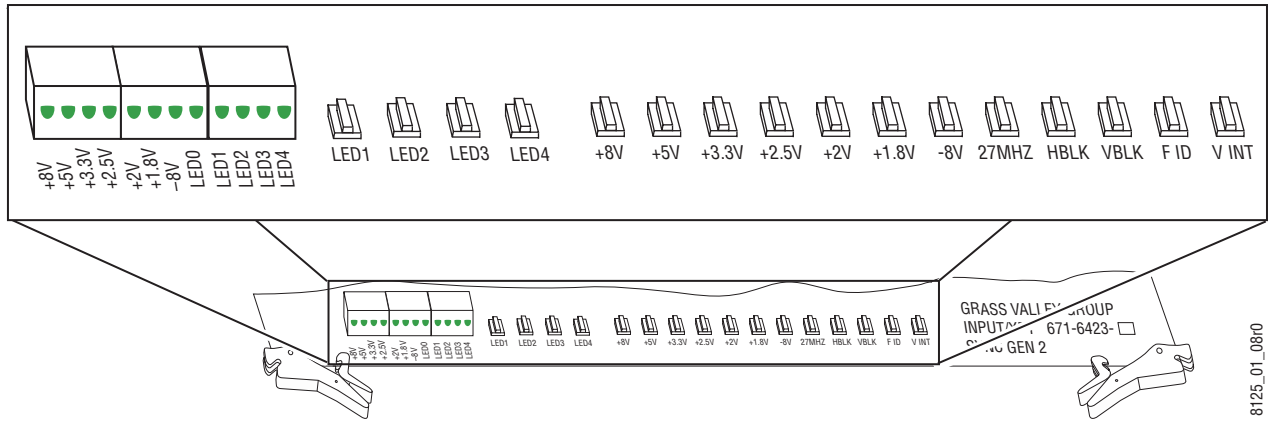 +8V
+5V
+3.3V
+2.5V
+2V
+1.8V
–8V
LED0
LED1
LED2
LED3
LED4
LED1 LED2 LED3 LED4 +8V +5V +3.3V +2.5V +2V +1.8V -8V 27MHZ HBLK VBLK F ID V INT
+8V
+5V
+3.3V
+2.5V
+2V
+1.8V
–8V
LED0
LED1
LED2
LED3
LED4
LED1 LED2 LED3 LED4 +8V +5V +3.3V +2.5V +2V +1.8V -8V 27MHZ HBLK VBLK F ID V INT
GRASS VALLEY GROUP
671-6423-
GEN 2
8125_01_08r0